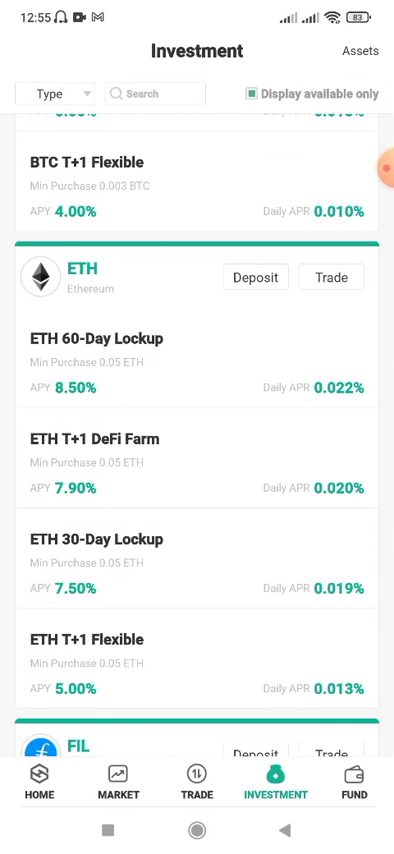 12:55 83
Investment Assets
Type Search Display available only
BTC T+1 Flexible
Min Purchase 0.003 BTC
APY 4.00% Daily APR 0.010%
ETH Deposit Trade
Ethereum
ETH 60-Day Lockup
Min Purchase 0.05 ETH
APY 8.50% Daily APR 0.022%
ETH T+1 DeFi Farm
Min Purchase 0.05 ETH
APY 7.90% Daily APR 0.020%
ETH 30-Day Lockup
Min Purchase 0.05 ETH
APY 7.50% Daily APR 0.019%
ETH T+1 Flexible
Min Purchase 0.05 ETH
APY 5.00% Daily APR 0.013%
FIL Deposit Trade
HOME MARKET TRADE INVESTMENT FUND